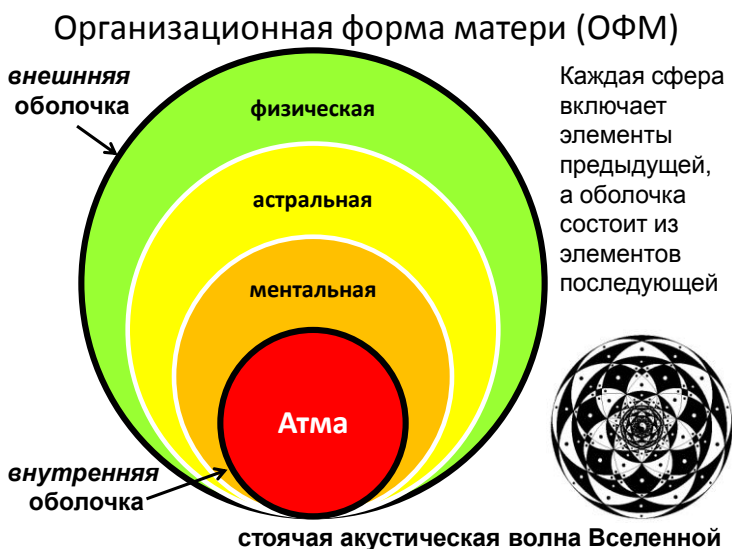 Организационная форма матери (ОФМ)
внешнняя
оболочка
физическая
астральная
ментальная
Атма
внутренняя
оболочка
Каждая сфера
включает
элементы
предыдущей,
а оболочка
состоит из
элементов
последующей
стоячая акустическая волна Вселенной